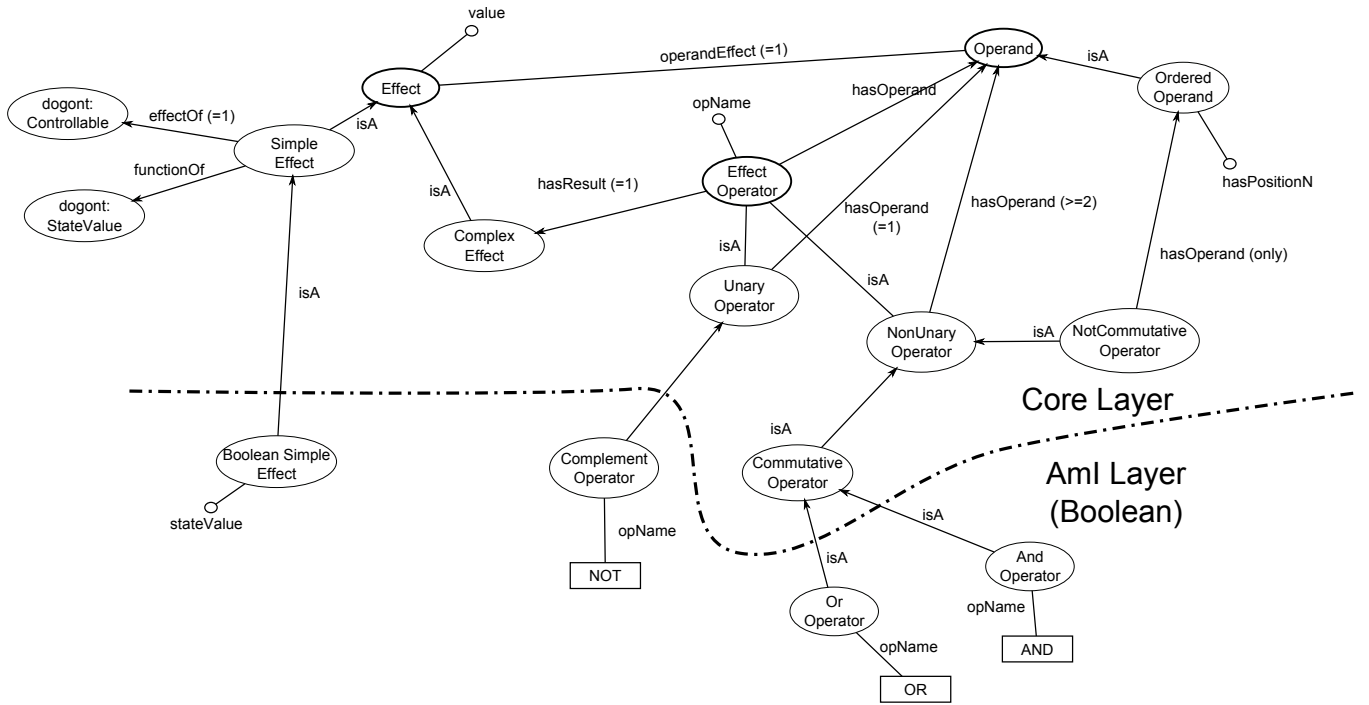 value
operandEffect (=1)
Operand
isA
Ordered
Operand
Effect
dogont:
Controllable
effectOf (=1)
isA
opName
hasOperand
Simple
Effect
functionOf
Effect
Operator
hasPositionN
dogont:
StateValue
isA
hasResult (=1)
hasOperand
(=1)
hasOperand (>=2)
Complex
Effect
isA
hasOperand (only)
isA
isA
Unary
Operator
NonUnary
Operator
isA
NotCommutative
Operator
Core Layer
isA
Boolean Simple
Effect
Complement
Operator
Commutative
Operator
AmI Layer
(Boolean)
stateValue
opName
isA
isA
And
Operator
NOT
Or
Operator
opName
opName
AND
OR